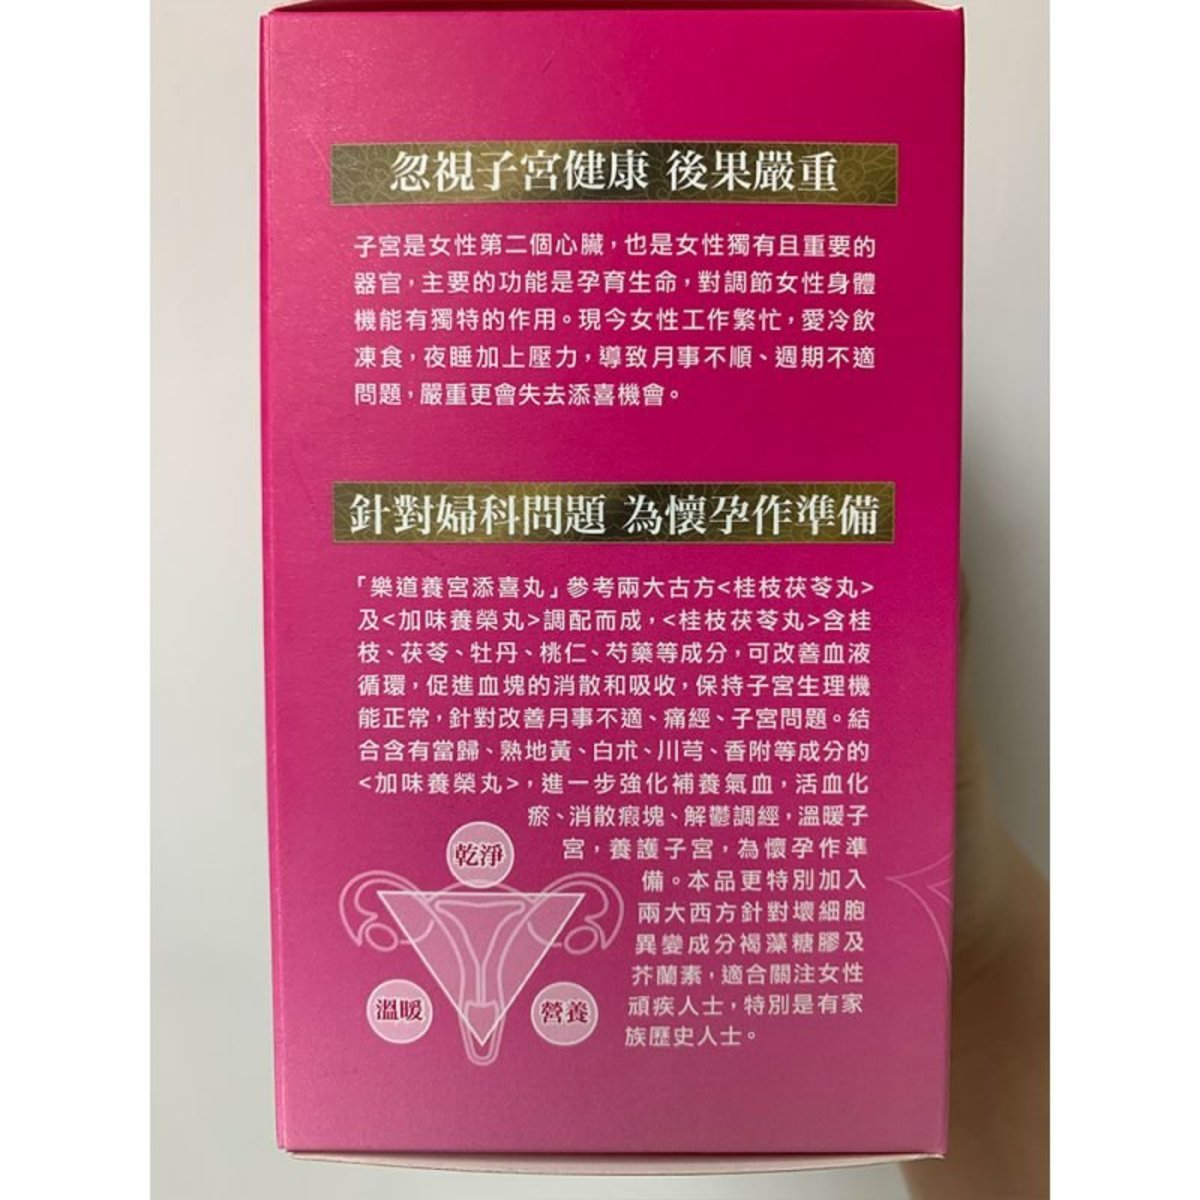 忽視子宮健康 後果嚴重
子宮是女性第二個心臟，也是女性獨有且重要的
器官，主要的功能是孕育生命，對調節女性身體
機能有獨特的作用。現今女性工作繁忙，愛冷飲
凍食，夜睡加上壓力，導致月事不順、週期不適
問題，嚴重更會失去添喜機會。
針對婦科問題 為懷孕作準備
「樂道養宮添喜丸」參考兩大古方<桂枝茯苓丸>
及<加味養榮丸>調配而成，<桂枝茯苓丸>含桂
枝、茯苓、牡丹、桃仁、芍藥等成分，可改善血液
循環，促進血塊的消散和吸收，保持子宮生理機
能正常，針對改善月事不適、痛經、子宮問題。結
合含有當歸、熟地黃、白朮、川芎、香附等成分的
<加味養榮丸>，進一步強化補養氣血，活血化
瘀、消散瘕塊、解鬱調經，溫暖子
宮，養護子宮，為懷孕作準
備。本品更特別加入
兩大西方針對壞細胞
異變成分褐藻糖膠及
芥蘭素，適合關注女性
頑疾人士，特別是有家
族歷史人士。
乾淨
溫暖
營養